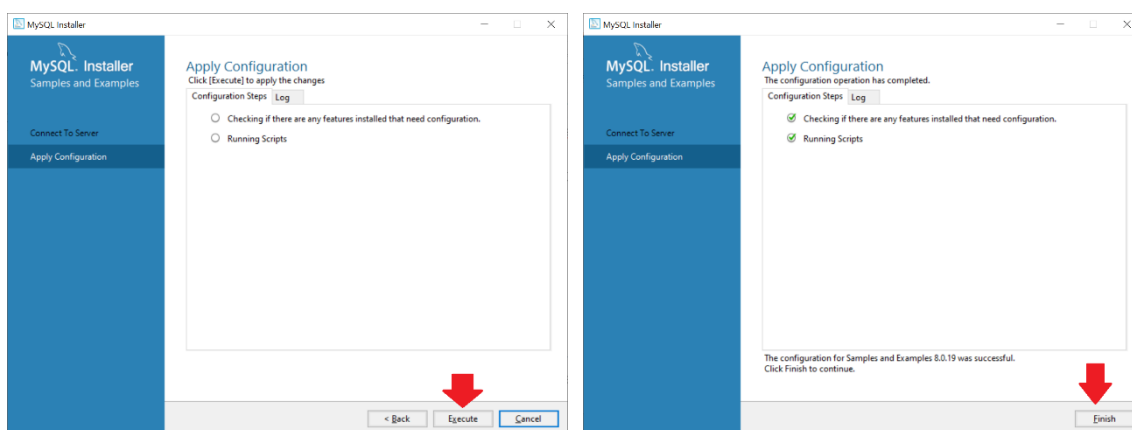 MySQL Installer
MySQL. Installer
Samples and Examples
Connect To Server
Apply Configuration
Apply Configuration
Click [Execute] to apply the changes
Configuration Steps Log
Checking if there are any features installed that need configuration.
Running Scripts
< Back Execute Cancel
MySQL Installer
MySQL. Installer
Samples and Examples
Connect To Server
Apply Configuration
Apply Configuration
The configuration operation has completed.
Configuration Steps Log
Checking if there are any features installed that need configuration.
Running Scripts
The configuration for Samples and Examples 8.0.19 was successful.
Click Finish to continue.
Finish